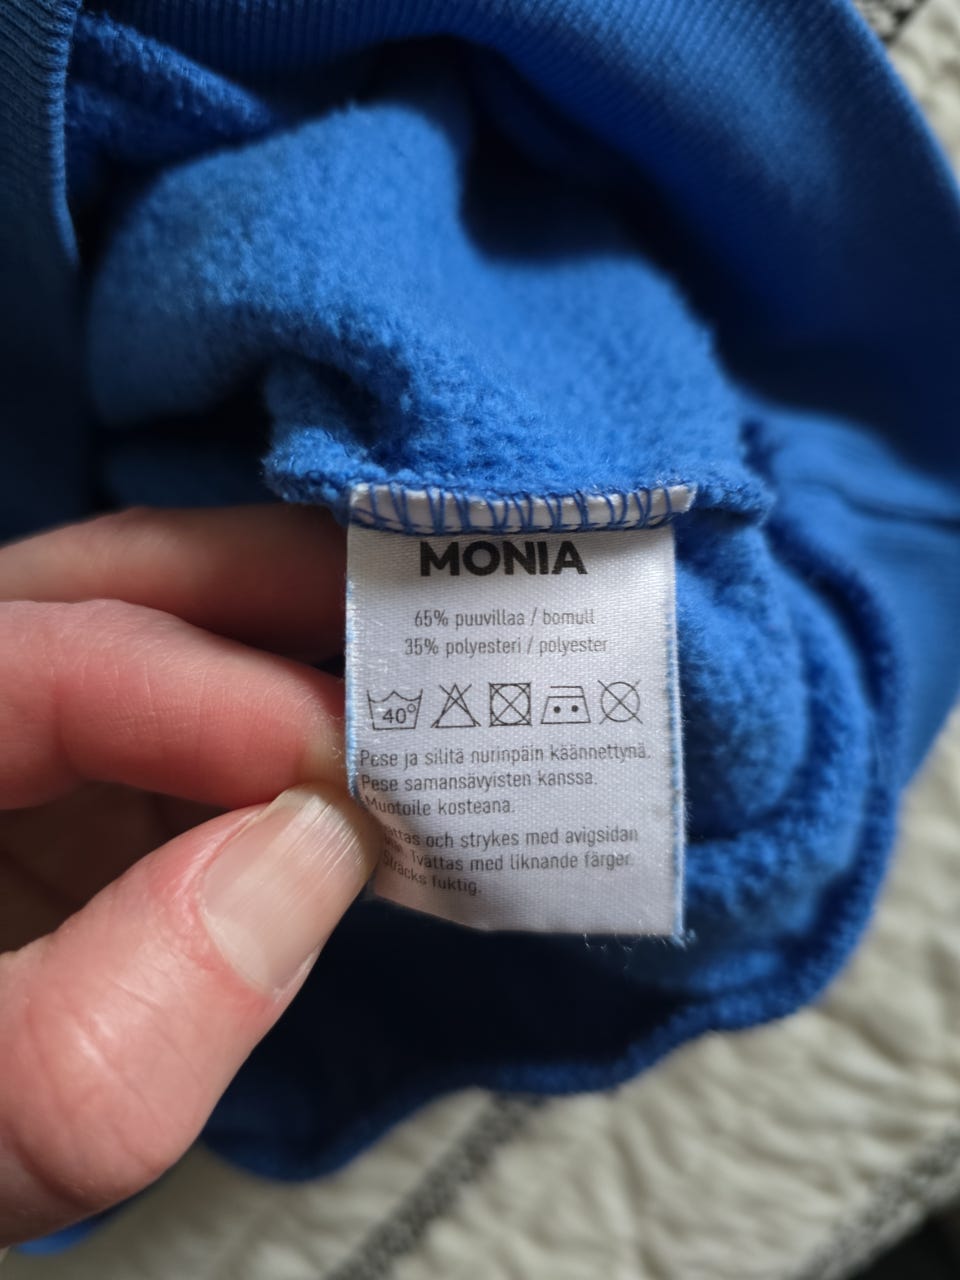 MONIA
65% puuvillaa / bomull
35% polyesteri / polyester
40°
Pese ja silitä nurinpäin käännettynä.
Pese samansävyisten kanssa.
Muotoile kosteana.
och strykes med avigsidan
Tvättas med liknande färger.
Sträcks fuktig.